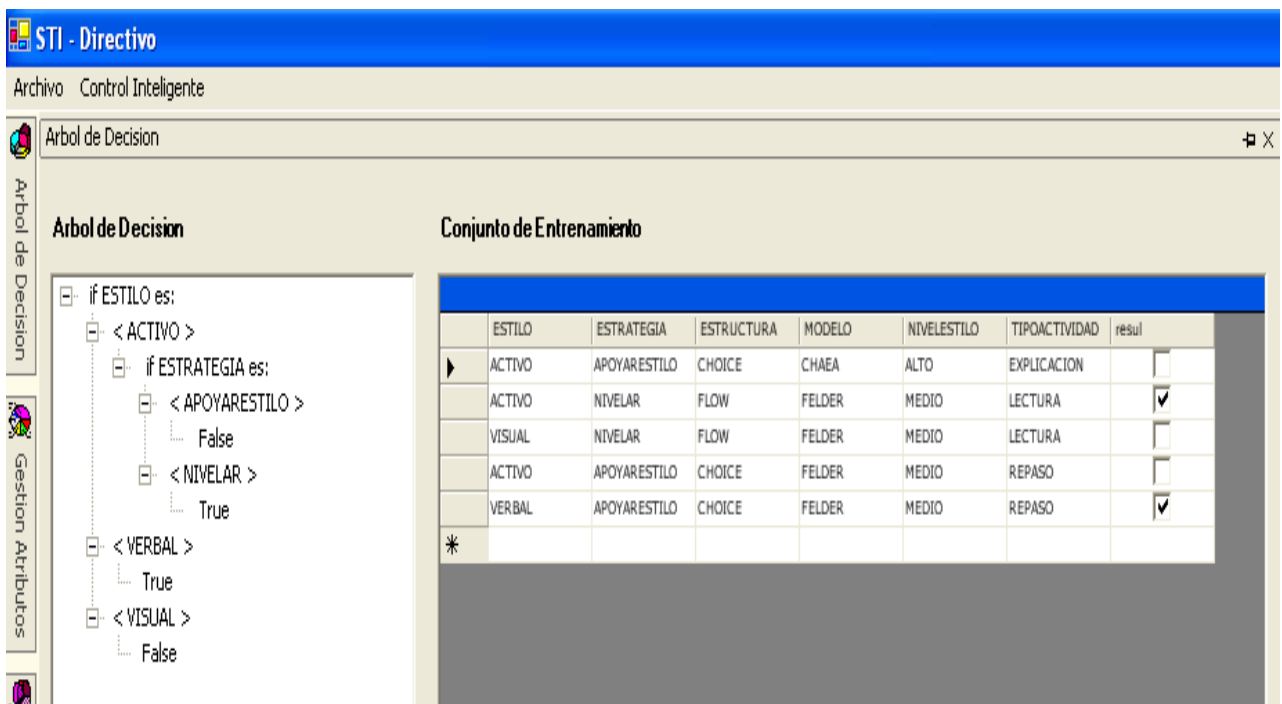 STI - Directivo
Archivo Control Inteligente
Arbol de Decision
Arbol de Decision
Gestion Atributos
Arbol de Decision
if ESTILO es:
< ACTIVO >
if ESTRATEGIA es:
< APOYARESTILO >
False
< NIVELAR >
True
< VERBAL >
True
< VISUAL >
False
Conjunto de Entrenamiento
ESTILO ESTRATEGIA ESTRUCTURA MODELO NIVELESTILO TIPOACTIVIDAD resul
ACTIVO APOYARESTILO CHOICE CHAEA ALTO EXPLICACION
ACTIVO NIVELAR FLOW FELDER MEDIO LECTURA
VISUAL NIVELAR FLOW FELDER MEDIO LECTURA
ACTIVO APOYARESTILO CHOICE FELDER MEDIO REPASO
VERBAL APOYARESTILO CHOICE FELDER MEDIO REPASO